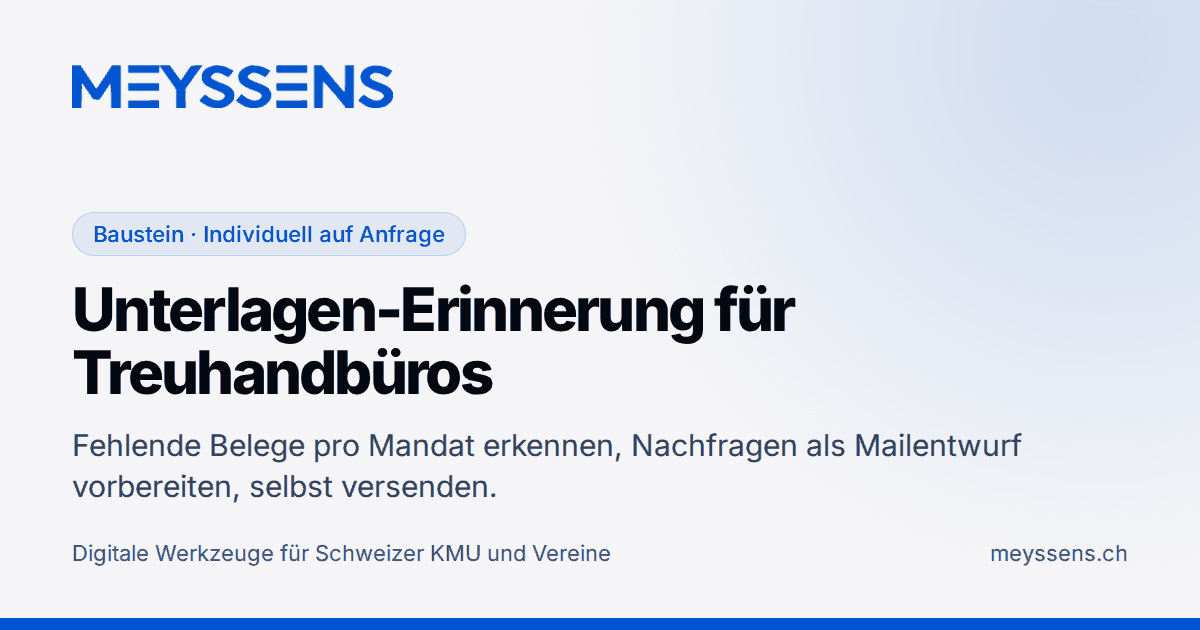 MEYSSENS
Baustein · Individuell auf Anfrage
Unterlagen-Erinnerung für
Treuhandbüros
Fehlende Belege pro Mandat erkennen, Nachfragen als Mailentwurf
vorbereiten, selbst versenden.
Digitale Werkzeuge für Schweizer KMU und Vereine
meyssens.ch